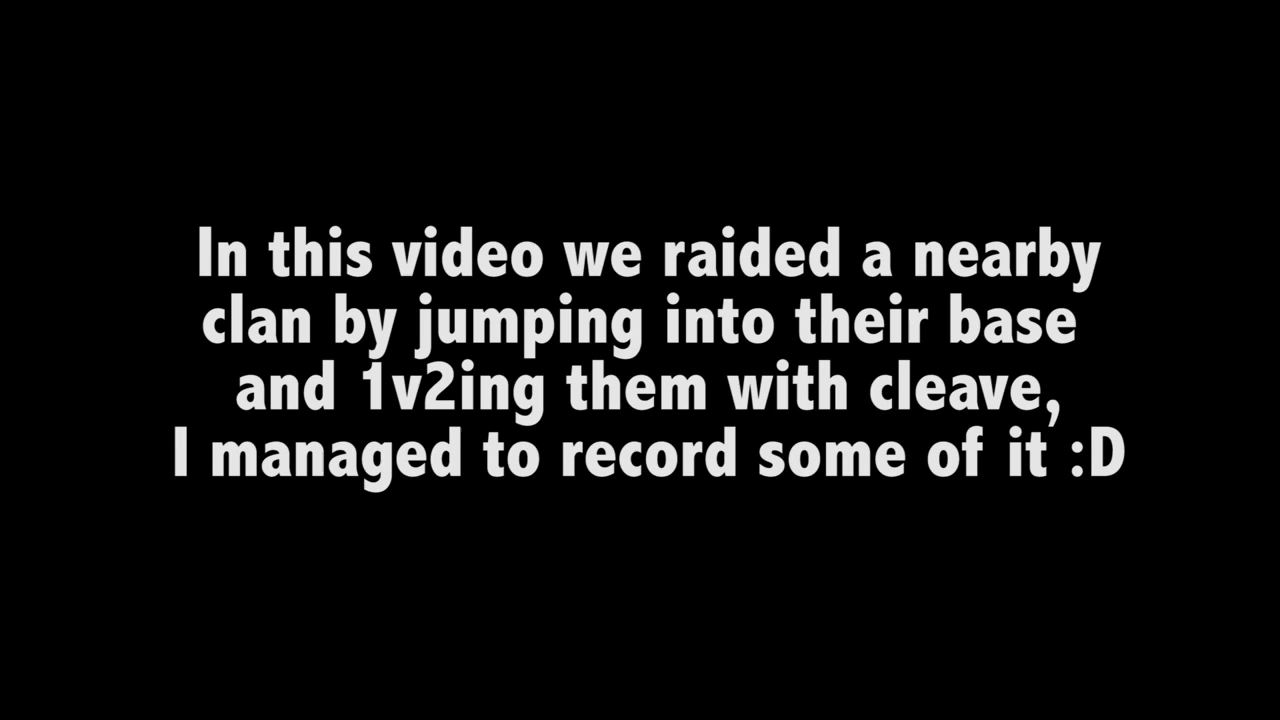 In this video we raided a nearby
clan by jumping into their base
and 1v2ing them with cleave,
I managed to record some of it :D